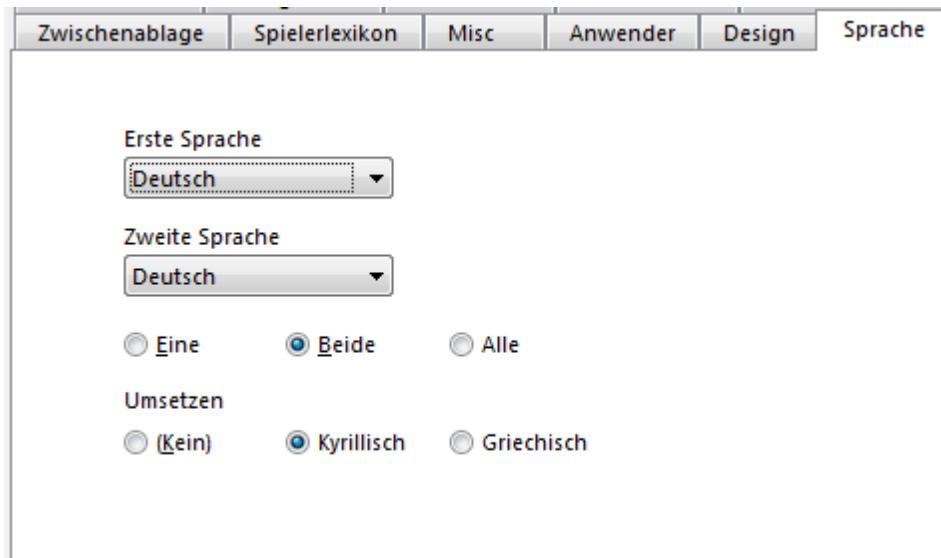 Zwischenablage Spielerlexikon Misc Anwender Design Sprache
Erste Sprache
Deutsch
Zweite Sprache
Deutsch
Eine Beide Alle
Umsetzen
(Kein) Kyrillisch Griechisch